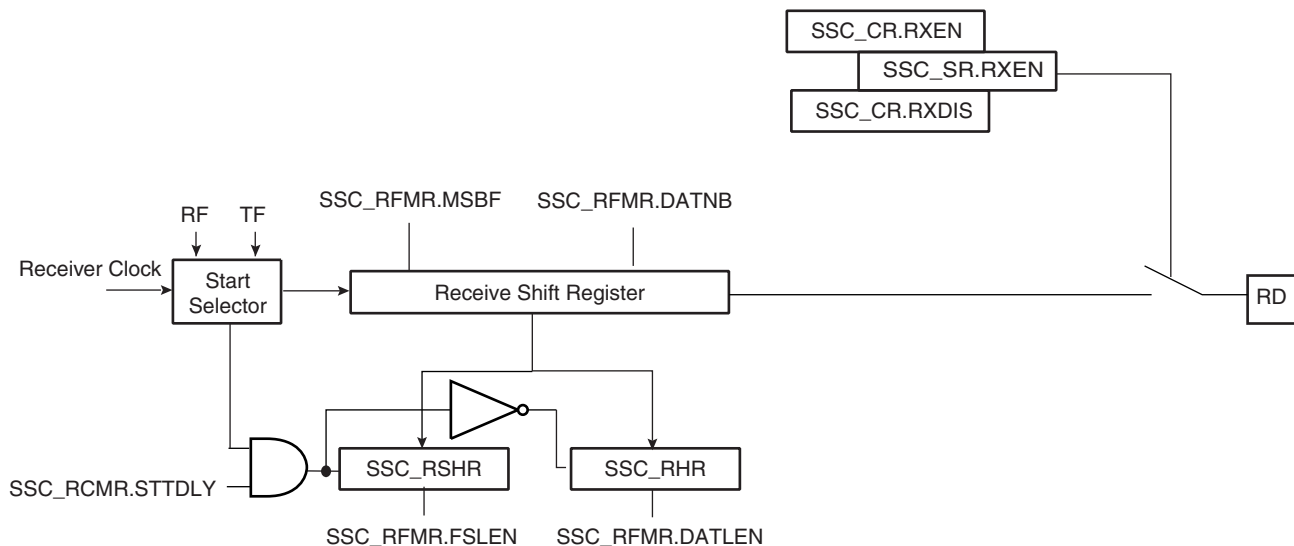 SSC_CR.RXEN
SSC_SR.RXEN
SSC_CR.RXDIS
SSC_RFMR.MSBF
SSC_RFMR.DATNB
RF
TF
Receiver Clock
Start
Selector
Receive Shift Register
RD
SSC_RSHR
SSC_RHR
SSC_RCMR.STTDLY
SSC_RFMR.FSLEN
SSC_RFMR.DATLEN